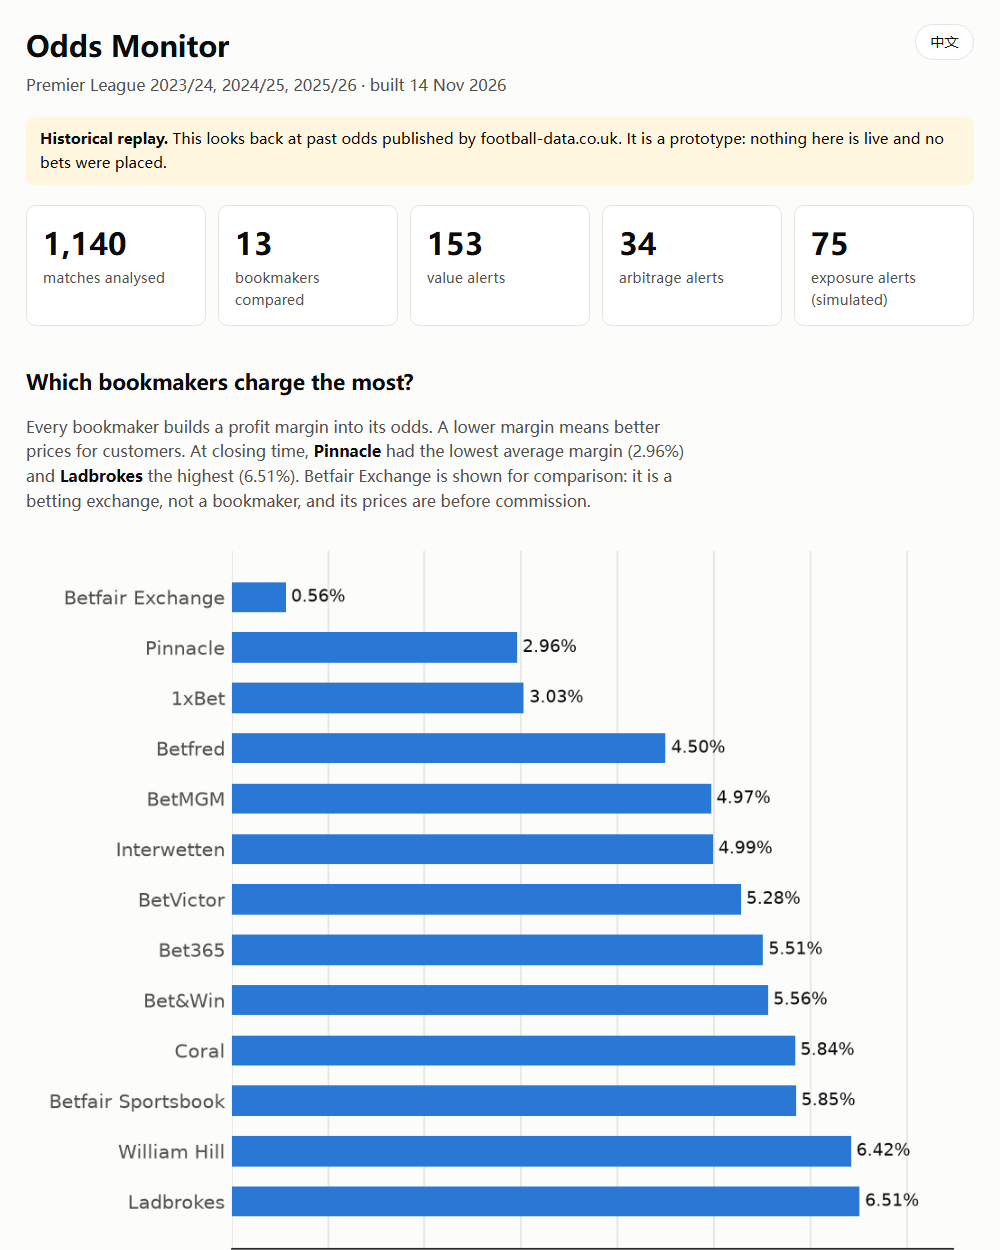 Odds Monitor
中文
Premier League 2023/24, 2024/25, 2025/26 · built 14 Nov 2026
Historical replay. This looks back at past odds published by football-data.co.uk. It is a prototype: nothing here is live and no
bets were placed.
1,140
matches analysed
13
bookmakers
compared
153
value alerts
34
arbitrage alerts
75
exposure alerts
(simulated)
Which bookmakers charge the most?
Every bookmaker builds a profit margin into its odds. A lower margin means better
prices for customers. At closing time, Pinnacle had the lowest average margin (2.96%)
and Ladbrokes the highest (6.51%). Betfair Exchange is shown for comparison: it is a
betting exchange, not a bookmaker, and its prices are before commission.
Betfair Exchange 0.56%
Pinnacle 2.96%
1xBet 3.03%
Betfred 4.50%
BetMGM 4.97%
Interwetten 4.99%
BetVictor 5.28%
Bet365 5.51%
Bet&Win 5.56%
Coral 5.84%
Betfair Sportsbook 5.85%
William Hill 6.42%
Ladbrokes 6.51%